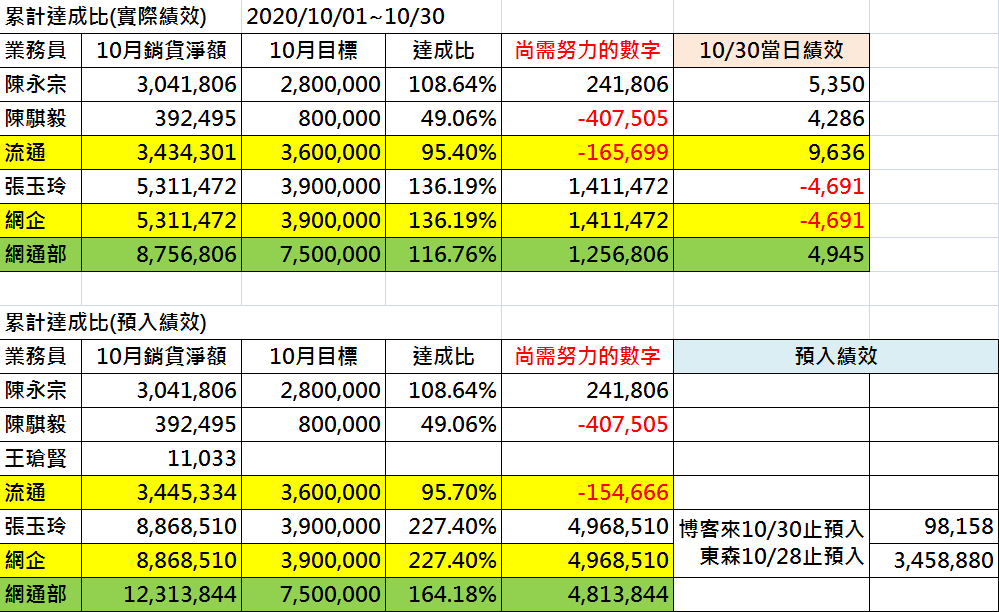 累計達成比(實際績效) 2020/10/01~10/30
業務員 10月銷貨淨額 10月目標 達成比 尚需努力的數字 10/30當日績效
陳永宗 3,041,806 2,800,000 108.64% 241,806 5,350
陳騏毅 392,495 800,000 49.06% -407,505 4,286
流通 3,434,301 3,600,000 95.40% -165,699 9,636
張玉玲 5,311,472 3,900,000 136.19% 1,411,472 -4,691
網企 5,311,472 3,900,000 136.19% 1,411,472 -4,691
網通部 8,756,806 7,500,000 116.76% 1,256,806 4,945
累計達成比(預入績效)
業務員 10月銷貨淨額 10月目標 達成比 尚需努力的數字 預入績效
陳永宗 3,041,806 2,800,000 108.64% 241,806
陳騏毅 392,495 800,000 49.06% -407,505
王瑲賢 11,033
流通 3,445,334 3,600,000 95.70% -154,666
張玉玲 8,868,510 3,900,000 227.40% 4,968,510 博客來10/30止預入 98,158
網企 8,868,510 3,900,000 227.40% 4,968,510 東森10/28止預入 3,458,880
網通部 12,313,844 7,500,000 164.18% 4,813,844